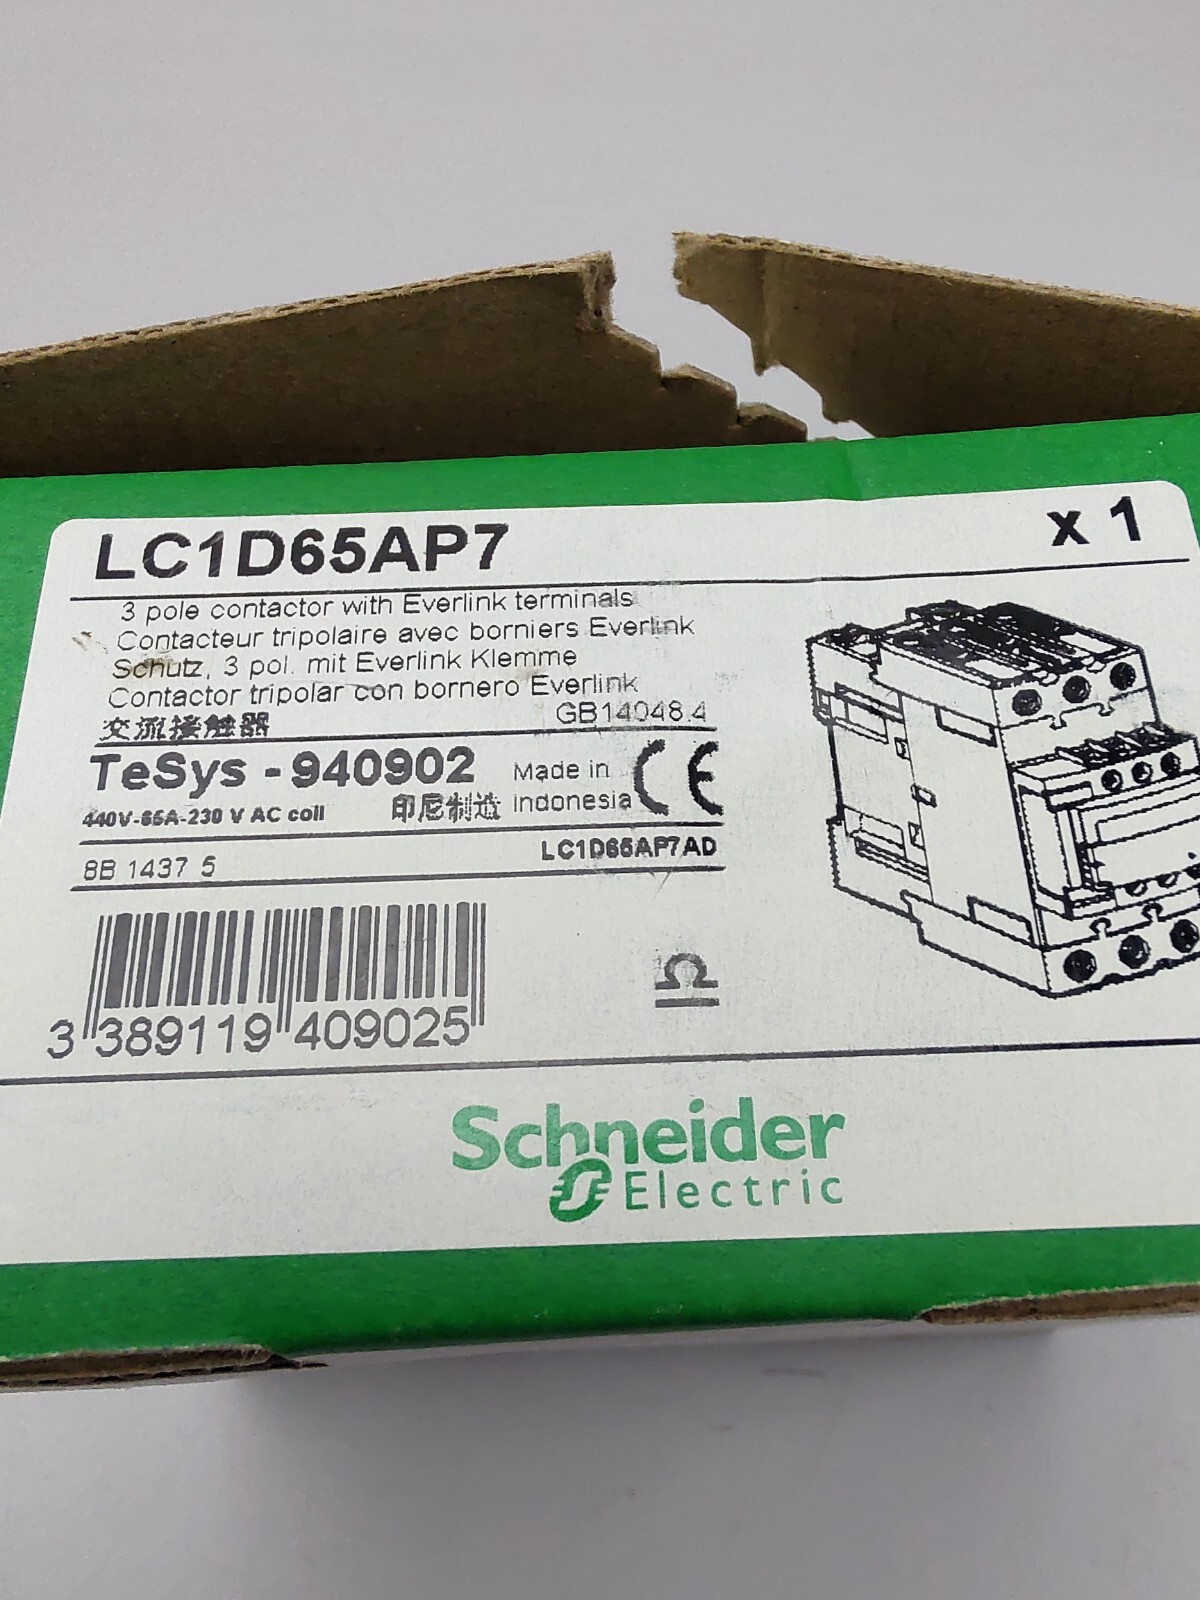 LC1D65AP7 x 1
3 pole contactor with Everlink terminals
Contacteur tripolaire avec borniers Everlink
Schutz, 3 pol. mit Everlink Klemme
Contactor tripolar con bornero Everlink
交流接触器 GB14048.4
TeSys - 940902 Made in CE
440V-65A-230 V AC coil 印尼制造 Indonesia
8B 1437 5 LC1D65AP7AD
3 389119 409025
Schneider
Electric